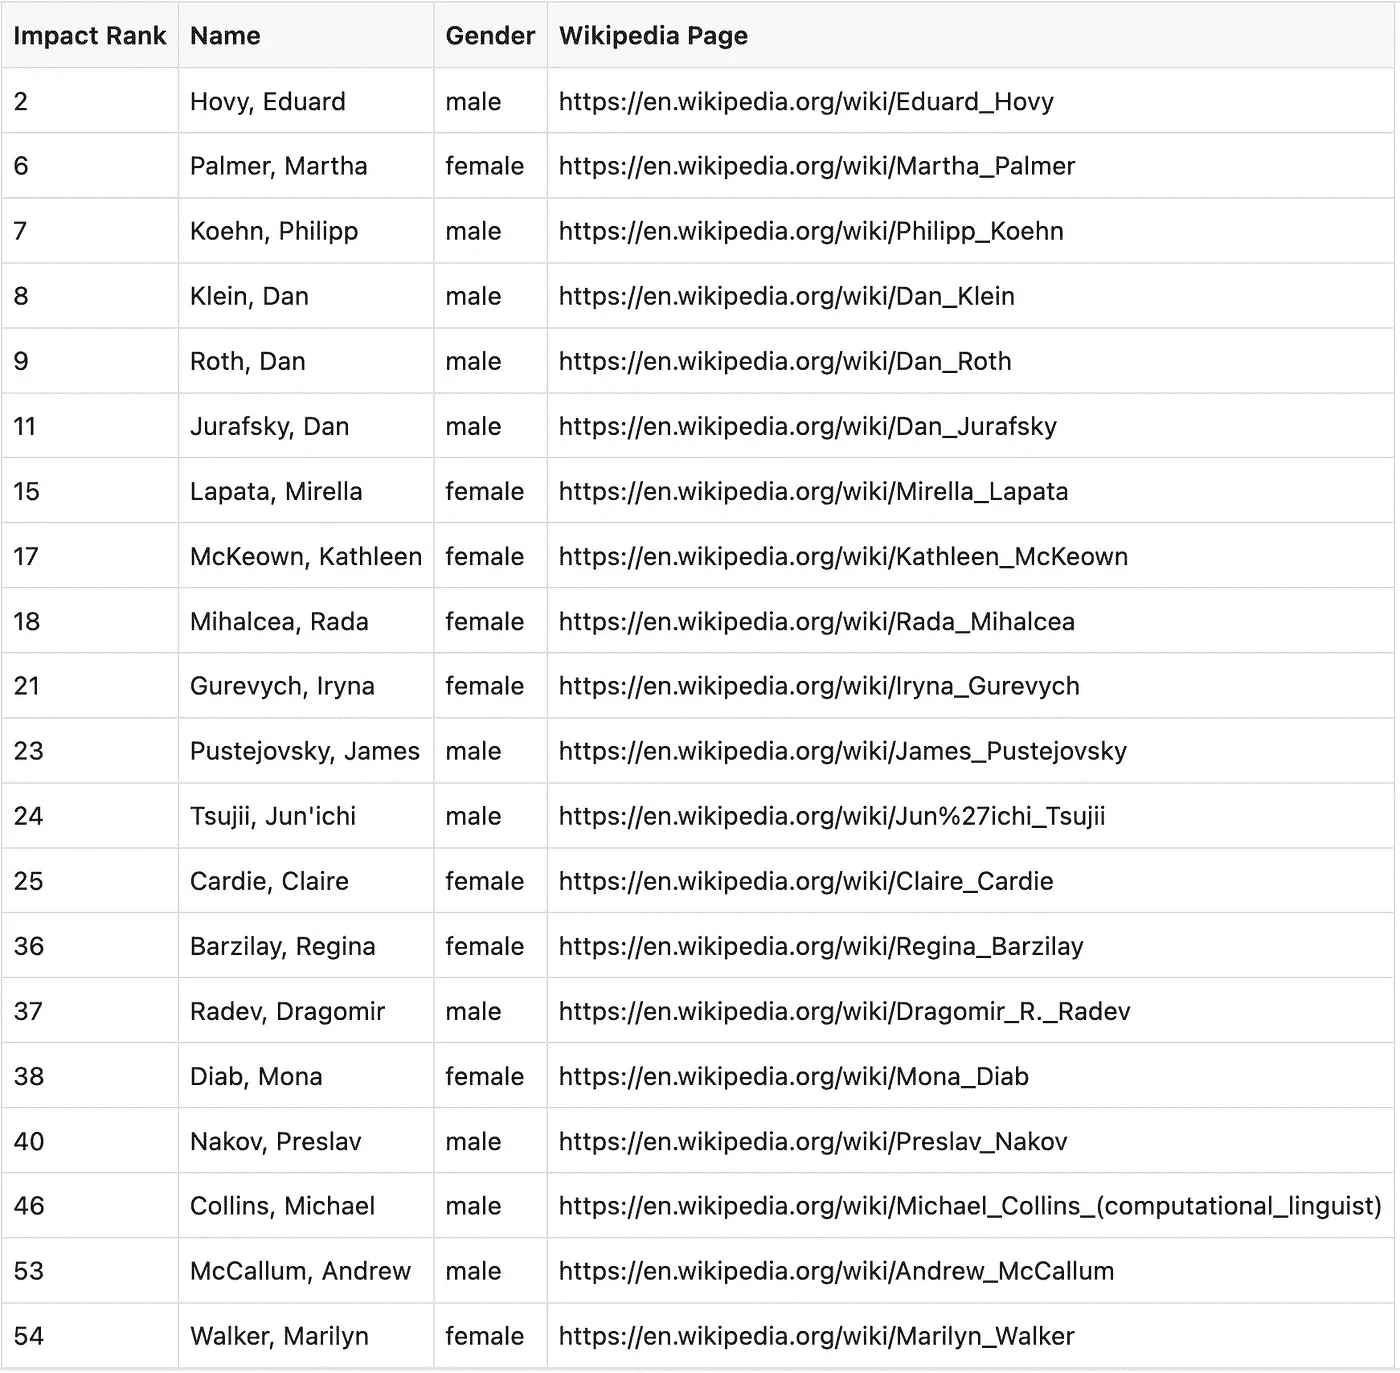 Impact Rank Name Gender Wikipedia Page
2 Hovy, Eduard male https://en.wikipedia.org/wiki/Eduard_Hovy
6 Palmer, Martha female https://en.wikipedia.org/wiki/Martha_Palmer
7 Koehn, Philipp male https://en.wikipedia.org/wiki/Philipp_Koehn
8 Klein, Dan male https://en.wikipedia.org/wiki/Dan_Klein
9 Roth, Dan male https://en.wikipedia.org/wiki/Dan_Roth
11 Jurafsky, Dan male https://en.wikipedia.org/wiki/Dan_Jurafsky
15 Lapata, Mirella female https://en.wikipedia.org/wiki/Mirella_Lapata
17 McKeown, Kathleen female https://en.wikipedia.org/wiki/Kathleen_McKeown
18 Mihalcea, Rada female https://en.wikipedia.org/wiki/Rada_Mihalcea
21 Gurevych, Iryna female https://en.wikipedia.org/wiki/Iryna_Gurevych
23 Pustejovsky, James male https://en.wikipedia.org/wiki/James_Pustejovsky
24 Tsujii, Jun'ichi male https://en.wikipedia.org/wiki/Jun%27ichi_Tsujii
25 Cardie, Claire female https://en.wikipedia.org/wiki/Claire_Cardie
36 Barzilay, Regina female https://en.wikipedia.org/wiki/Regina_Barzilay
37 Radev, Dragomir male https://en.wikipedia.org/wiki/Dragomir_R._Radev
38 Diab, Mona female https://en.wikipedia.org/wiki/Mona_Diab
40 Nakov, Preslav male https://en.wikipedia.org/wiki/Preslav_Nakov
46 Collins, Michael male https://en.wikipedia.org/wiki/Michael_Collins_(computational_linguist)
53 McCallum, Andrew male https://en.wikipedia.org/wiki/Andrew_McCallum
54 Walker, Marilyn female https://en.wikipedia.org/wiki/Marilyn_Walker